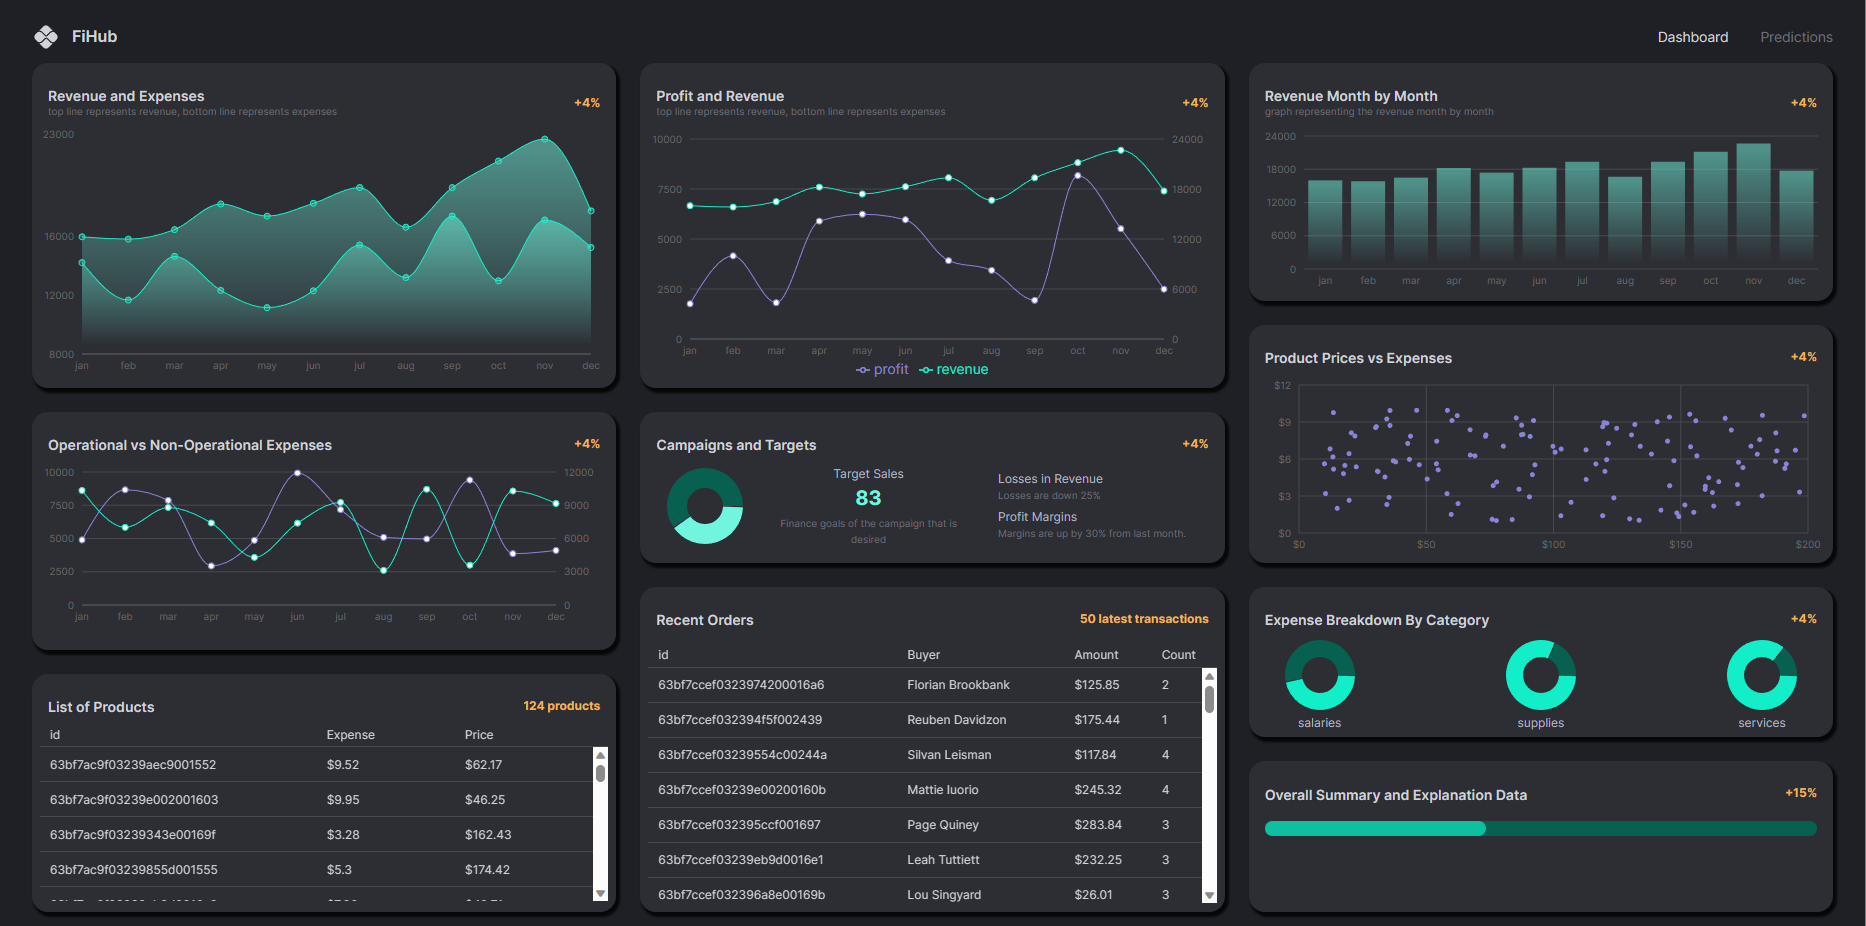 FiHub
Dashboard Predictions
Revenue and Expenses
top line represents revenue, bottom line represents expenses
+4%
23000
16000
12000
8000
jan feb mar apr may jun jul aug sep oct nov dec
Profit and Revenue
top line represents revenue, bottom line represents expenses
+4%
10000 24000
7500 18000
5000 12000
2500 6000
0 0
jan feb mar apr may jun jul aug sep oct nov dec
profit revenue
Revenue Month by Month
graph representing the revenue month by month
+4%
24000
18000
12000
6000
0
jan feb mar apr may jun jul aug sep oct nov dec
Operational vs Non-Operational Expenses
+4%
10000 12000
7500 9000
5000 6000
2500 3000
0 0
jan feb mar apr may jun jul aug sep oct nov dec
Campaigns and Targets
+4%
Target Sales
83
Finance goals of the campaign that is
desired
Losses in Revenue
Losses are down 25%
Profit Margins
Margins are up by 30% from last month.
Product Prices vs Expenses
+4%
$12
$9
$6
$3
$0
$0 $50 $100 $150 $200
List of Products
124 products
id Expense Price
63bf7ac9f03239aec9001552 $9.52 $62.17
63bf7ac9f03239e002001603 $9.95 $46.25
63bf7ac9f03239343e00169f $3.28 $162.43
63bf7ac9f03239855d001555 $5.3 $174.42
Recent Orders
50 latest transactions
id Buyer Amount Count
63bf7ccef0323974200016a6 Florian Brookbank $125.85 2
63bf7ccef032394f5f002439 Reuben Davidzon $175.44 1
63bf7ccef03239554c00244a Silvan Leisman $117.84 4
63bf7ccef03239e00200160b Mattie Iuorio $245.32 4
63bf7ccef032395ccf001697 Page Quiney $283.84 3
63bf7ccef03239eb9d0016e1 Leah Tuttiett $232.25 3
63bf7ccef032396a8e00169b Lou Singyard $26.01 3
Expense Breakdown By Category
+4%
salaries supplies services
Overall Summary and Explanation Data
+15%